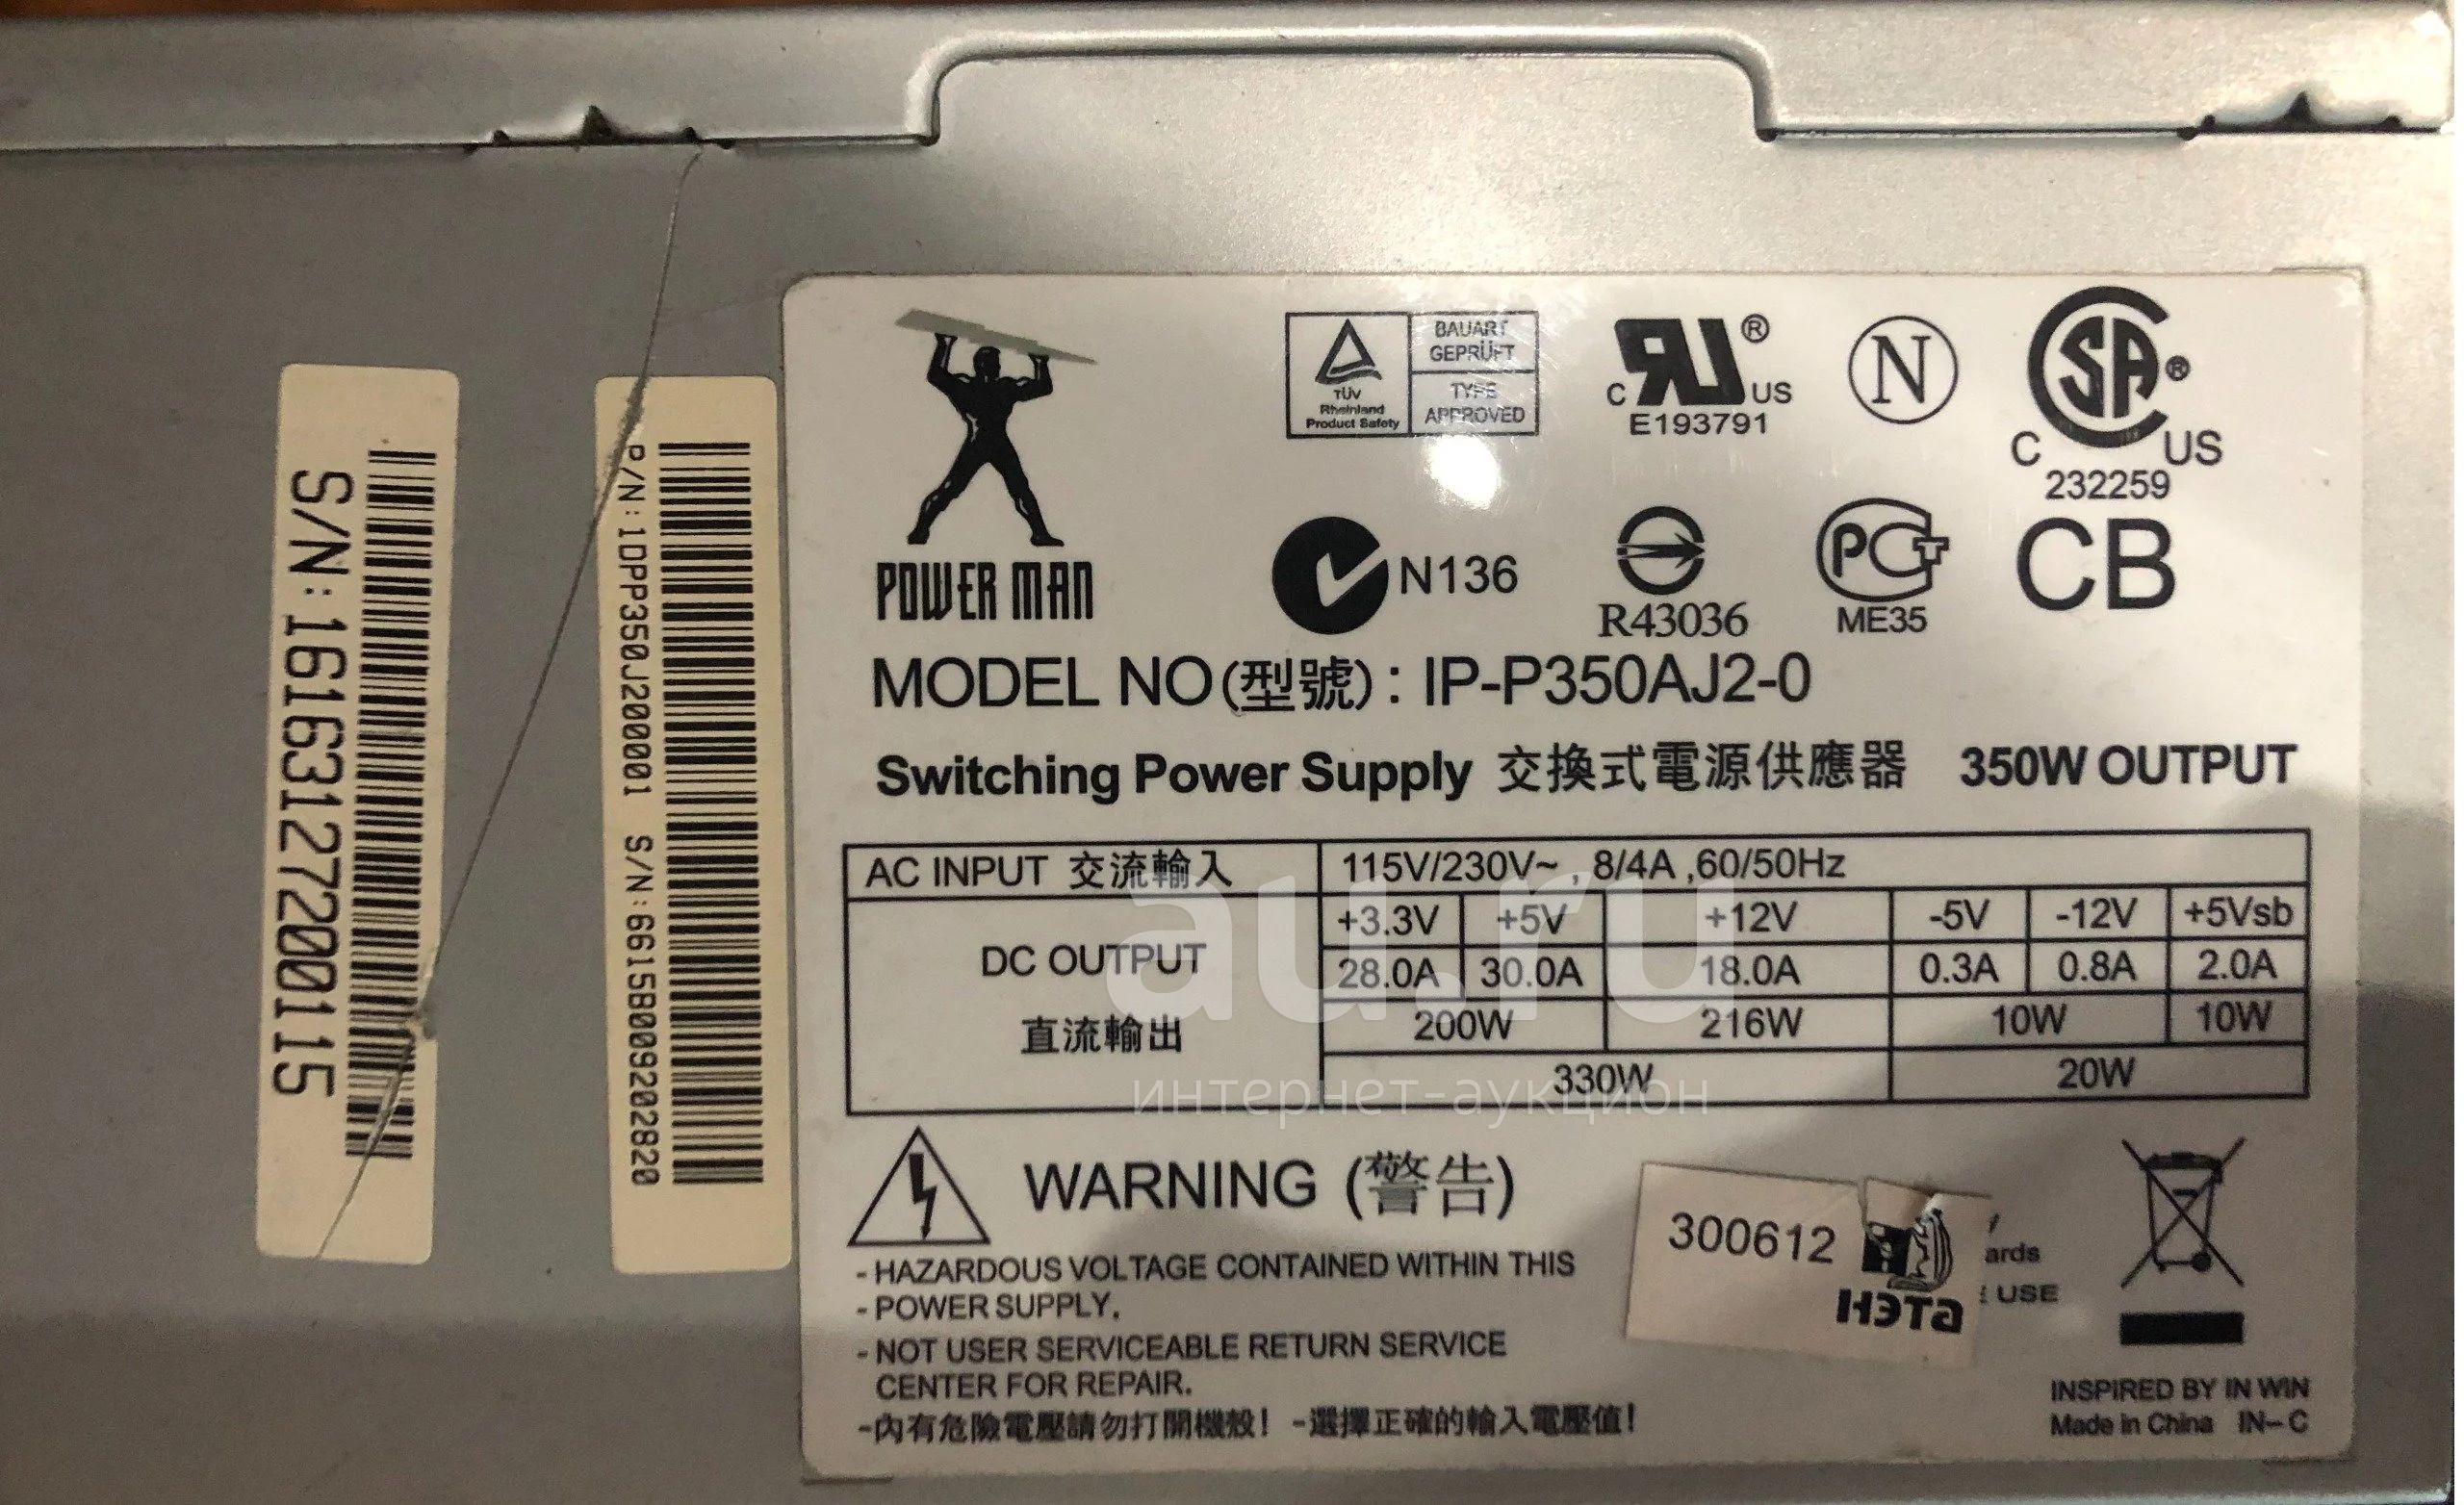 S/N:16163127200115
P/N:1DPP350J200001 S/N:66158009202820
POWER MAN
TÜV
Rheinland
Product Safety
BAUART
GEPRÜFT
TYPE
APPROVED
C UR ® US
E193791
N
CSA ®
C US
232259
N136
R43036
PCT
ME35
CB
MODEL NO(型號): IP-P350AJ2-0
Switching Power Supply 交換式電源供應器 350W OUTPUT
AC INPUT 交流輸入 115V/230V~ , 8/4A ,60/50Hz
DC OUTPUT
直流輸出
+3.3V +5V +12V -5V -12V +5Vsb
28.0A 30.0A 18.0A 0.3A 0.8A 2.0A
200W 216W 10W 10W
330W 20W
au.ru
интернет-аукцион
WARNING (警告)
- HAZARDOUS VOLTAGE CONTAINED WITHIN THIS
- POWER SUPPLY.
- NOT USER SERVICEABLE RETURN SERVICE
CENTER FOR REPAIR.
-內有危險電壓請勿打開機殼! -選擇正確的輸入電壓值!
300612
НЭТА
ards
USE
INSPIRED BY IN WIN
Made in China IN-C